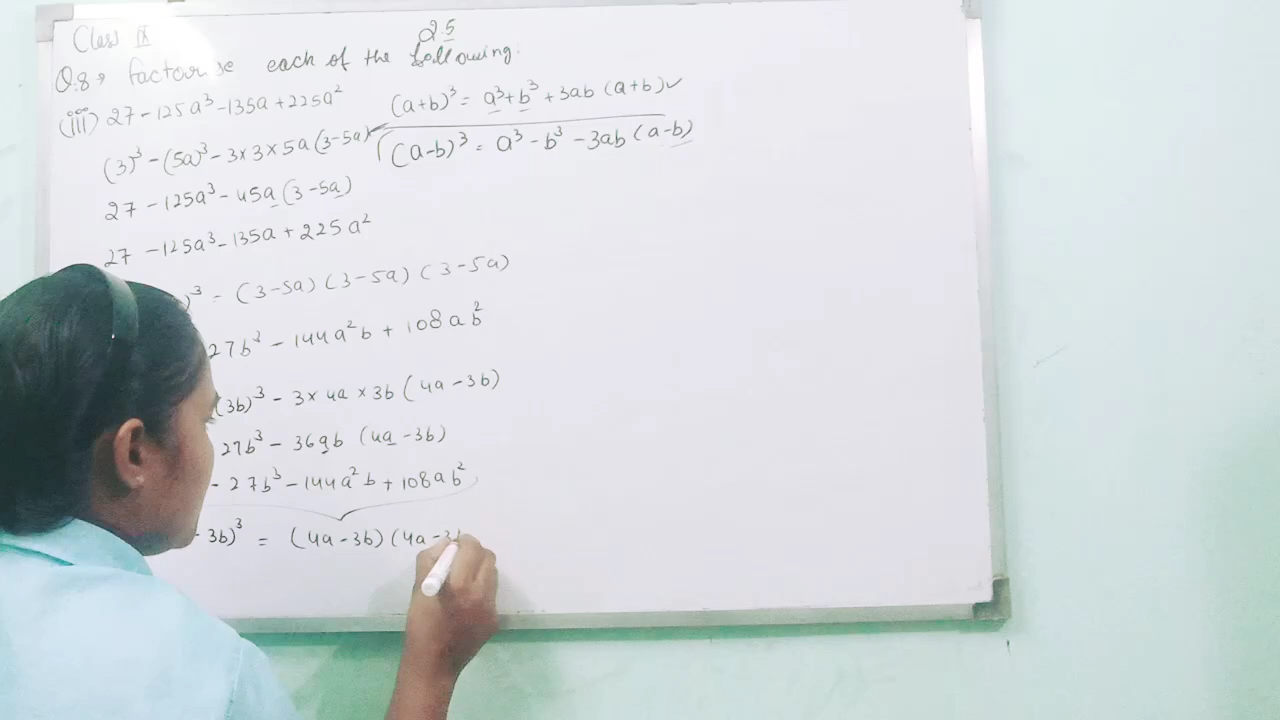 Class IX
2.5
Q.8 → Factorise each of the following:
(iii) 27 - 125a³ - 135a + 225a²
(a+b)³ = a³ + b³ + 3ab (a+b) ✓
(3)³ - (5a)³ - 3 × 3 × 5a (3-5a)
(a-b)³ = a³ - b³ - 3ab (a-b)
27 - 125a³ - 45a (3-5a)
27 - 125a³ - 135a + 225a²
)³ = (3-5a) (3-5a) (3-5a)
27b³ - 144a²b + 108ab²
(3b)³ - 3 × 4a × 3b (4a - 3b)
27b³ - 36ab (4a - 3b)
- 27b³ - 144a²b + 108ab²
- 3b)³ = (4a - 3b) (4a - 3b